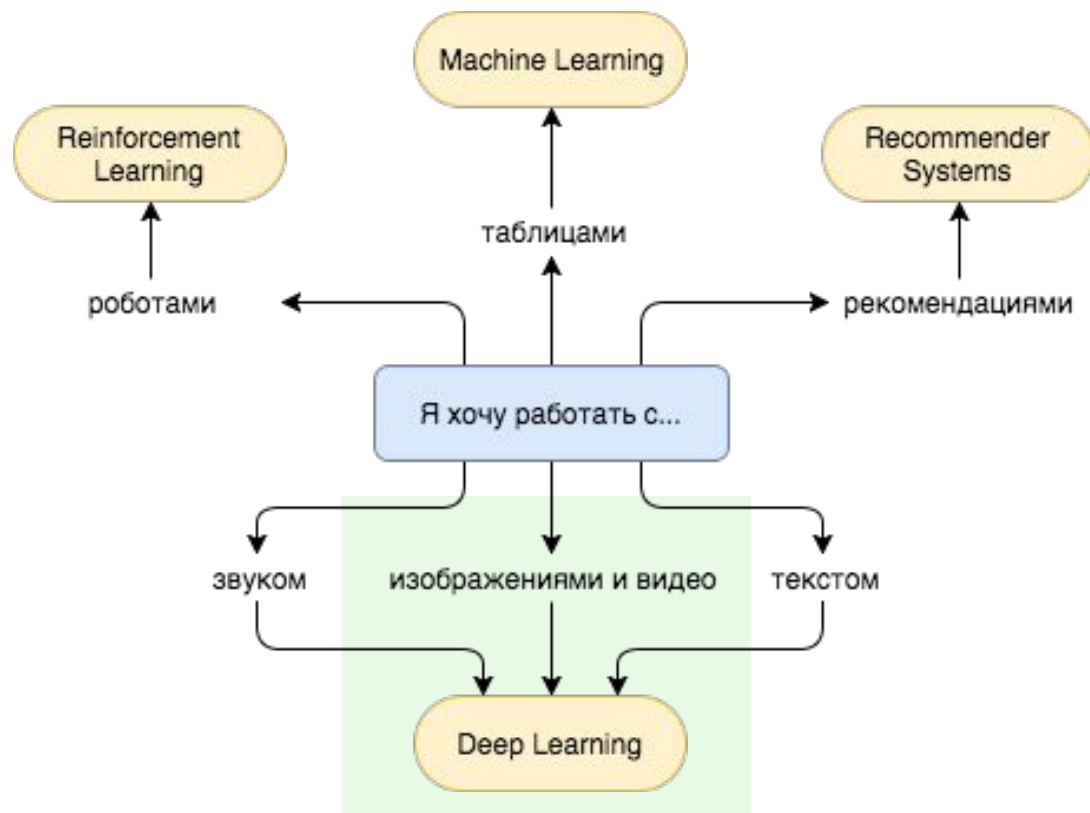 Machine Learning
Reinforcement
Learning
Recommender
Systems
таблицами
роботами
рекомендациями
Я хочу работать с...
звуком
изображениями и видео
текстом
Deep Learning